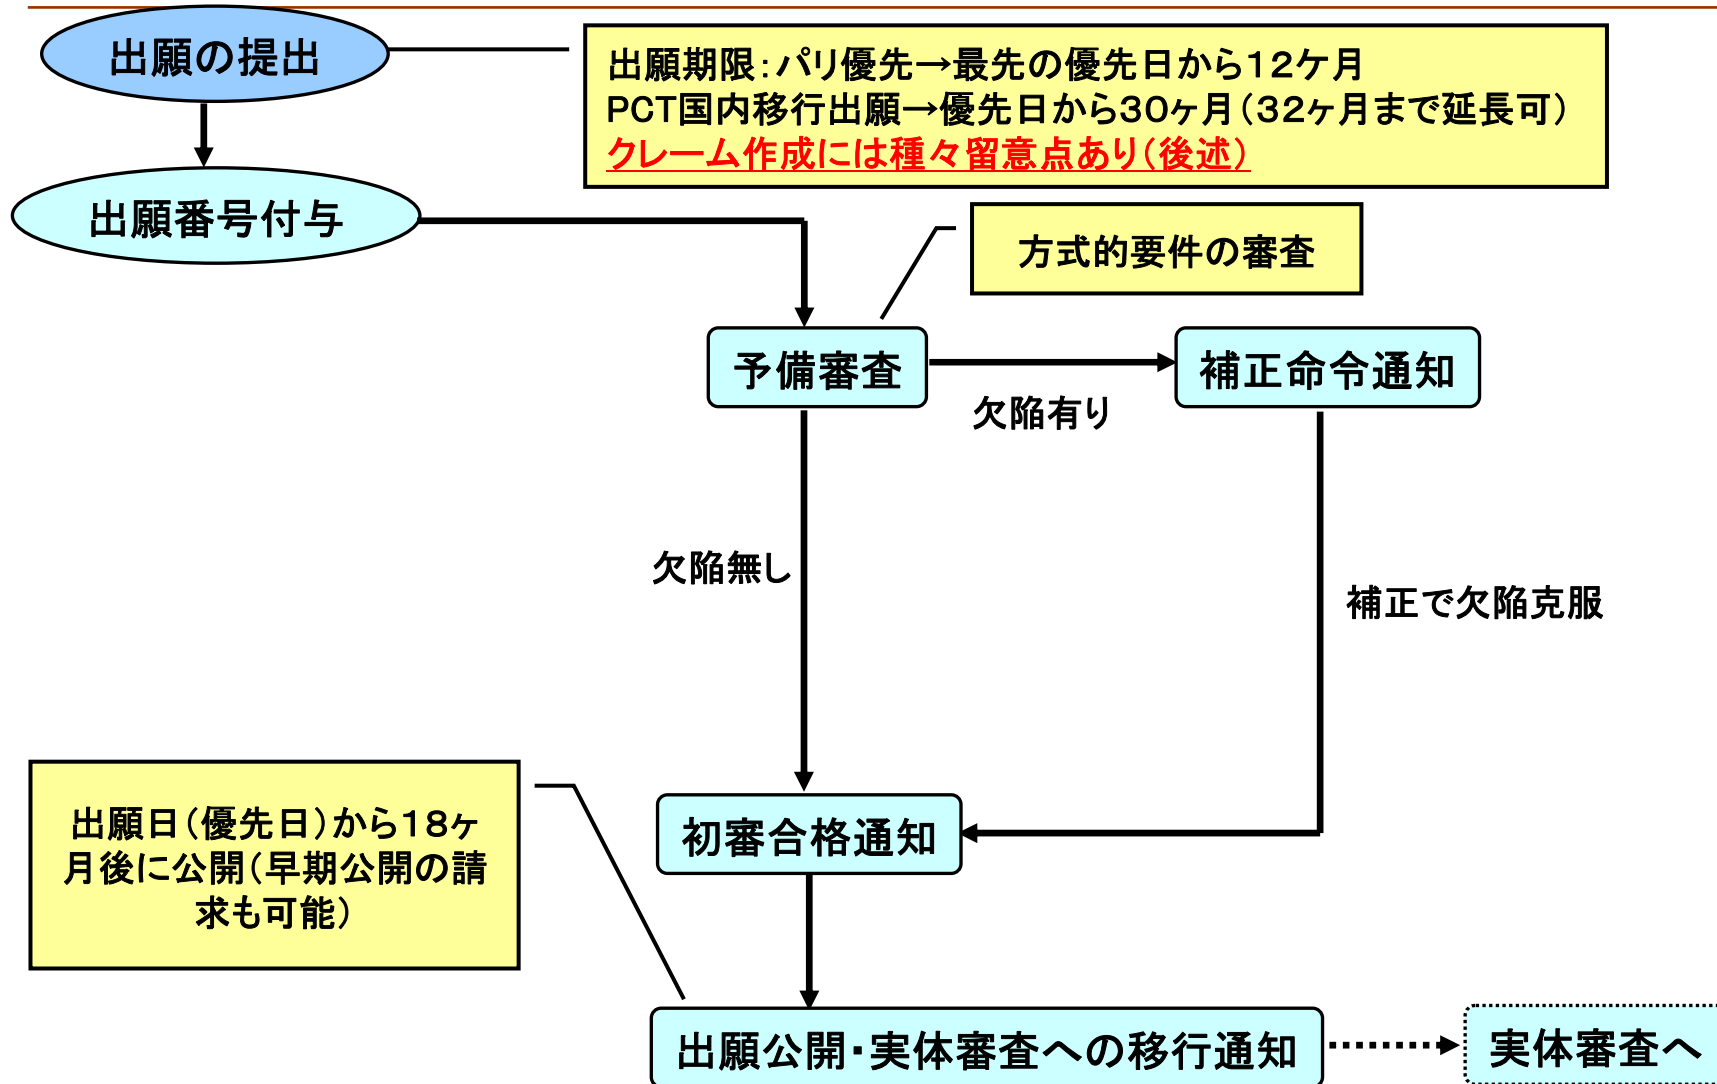 出願の提出
出願期限：パリ優先→最先の優先日から１２ケ月
PCT国内移行出願→優先日から３０ヶ月（３２ヶ月まで延長可）
クレーム作成には種々留意点あり（後述）
出願番号付与
方式的要件の審査
予備審査
補正命令通知
欠陥有り
欠陥無し
補正で欠陥克服
出願日（優先日）から１８ヶ
月後に公開（早期公開の請
求も可能）
初審合格通知
出願公開・実体審査への移行通知
実体審査へ